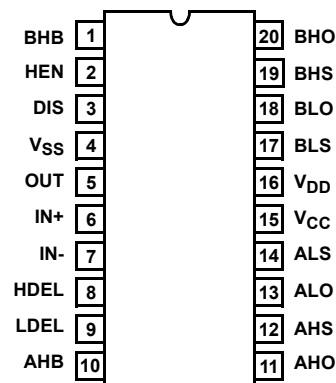 BHB 1 20 BHO
HEN 2 19 BHS
DIS 3 18 BLO
VSS 4 17 BLS
OUT 5 16 VDD
IN+ 6 15 VCC
IN- 7 14 ALS
HDEL 8 13 ALO
LDEL 9 12 AHS
AHB 10 11 AHO